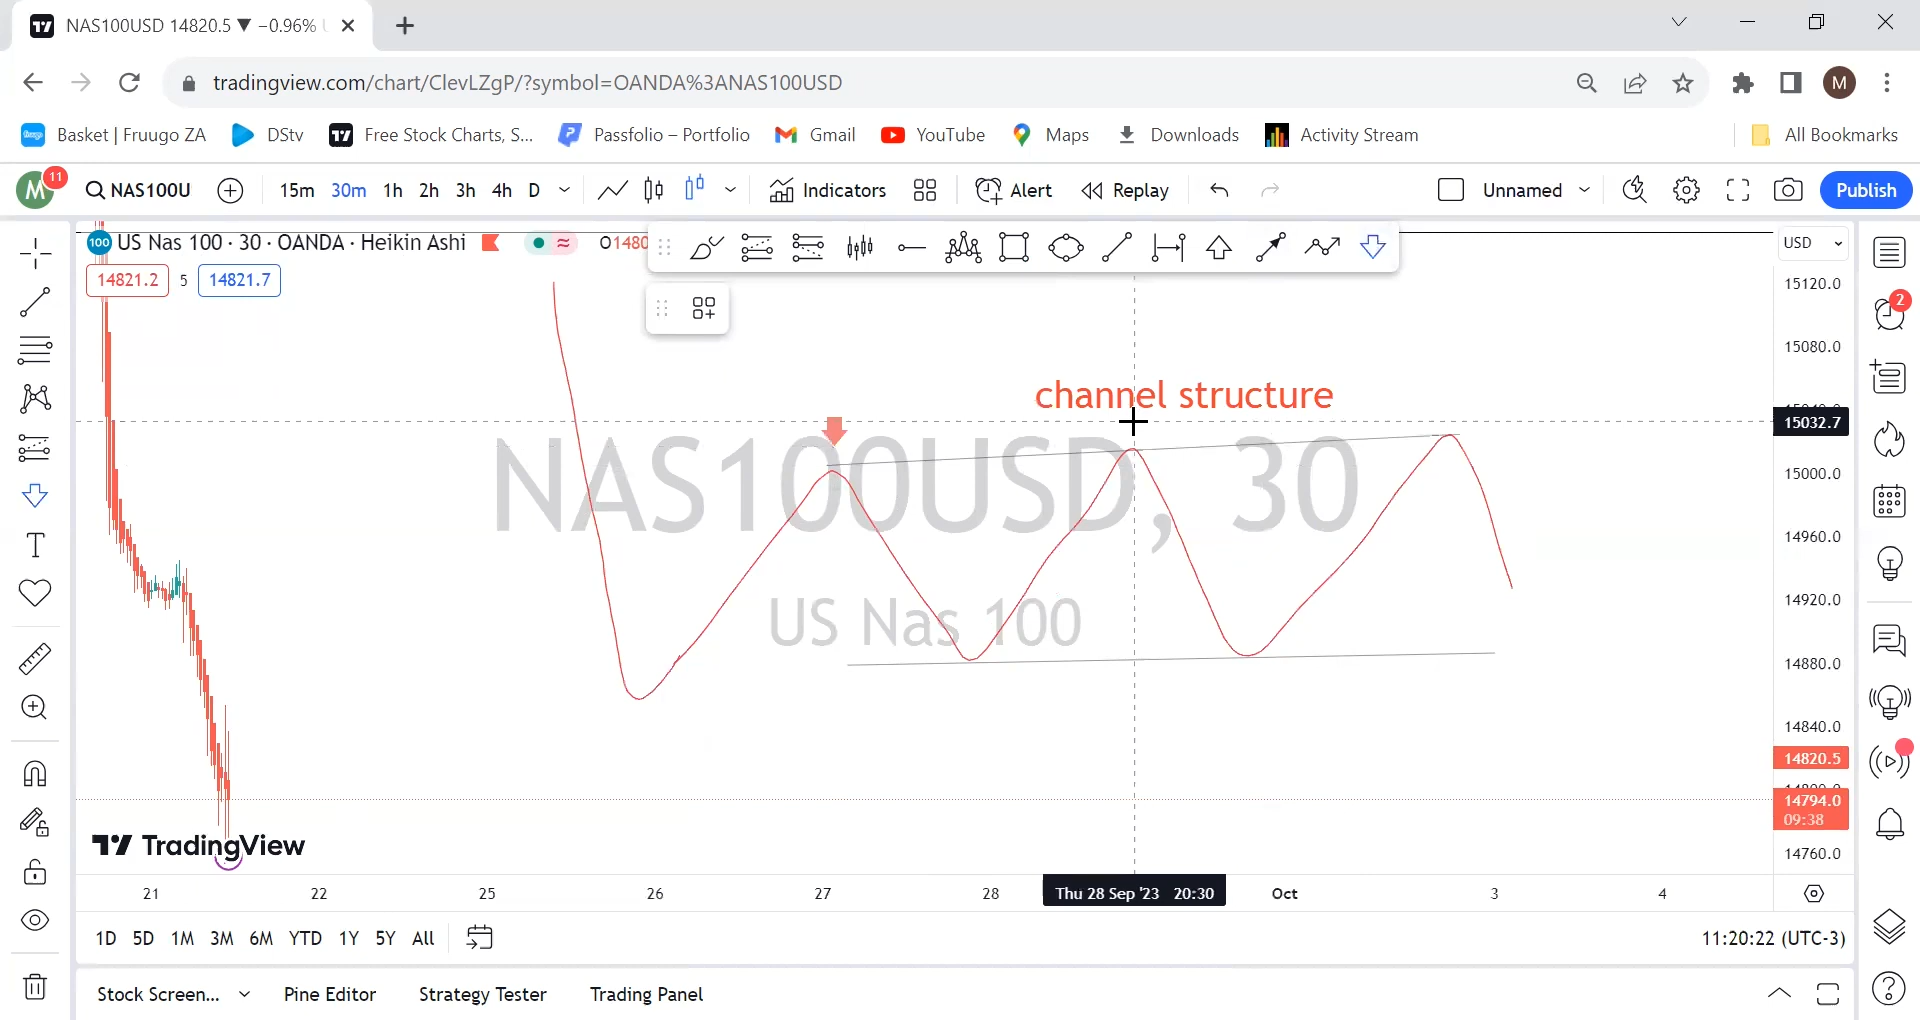 NAS100USD 14820.5 ▼ −0.96%
tradingview.com/chart/ClevLZgP/?symbol=OANDA%3ANAS100USD
M
Basket | Fruugo ZA
DStv
Free Stock Charts, S...
Passfolio – Portfolio
Gmail
YouTube
Maps
Downloads
Activity Stream
All Bookmarks
M
11
NAS100U
15m
30m
1h
2h
3h
4h
D
Indicators
Alert
Replay
Unnamed
Publish
100
US Nas 100 · 30 · OANDA · Heikin Ashi
O1480
USD
14821.2
5
14821.7
channel structure
NAS100USD, 30
US Nas 100
15120.0
15080.0
15032.7
15000.0
14960.0
14920.0
14880.0
14840.0
14820.5
14794.0
09:38
14760.0
2
TradingView
21
22
25
26
27
28
Thu 28 Sep '23 20:30
Oct
3
4
1D
5D
1M
3M
6M
YTD
1Y
5Y
All
11:20:22 (UTC-3)
Stock Screen...
Pine Editor
Strategy Tester
Trading Panel